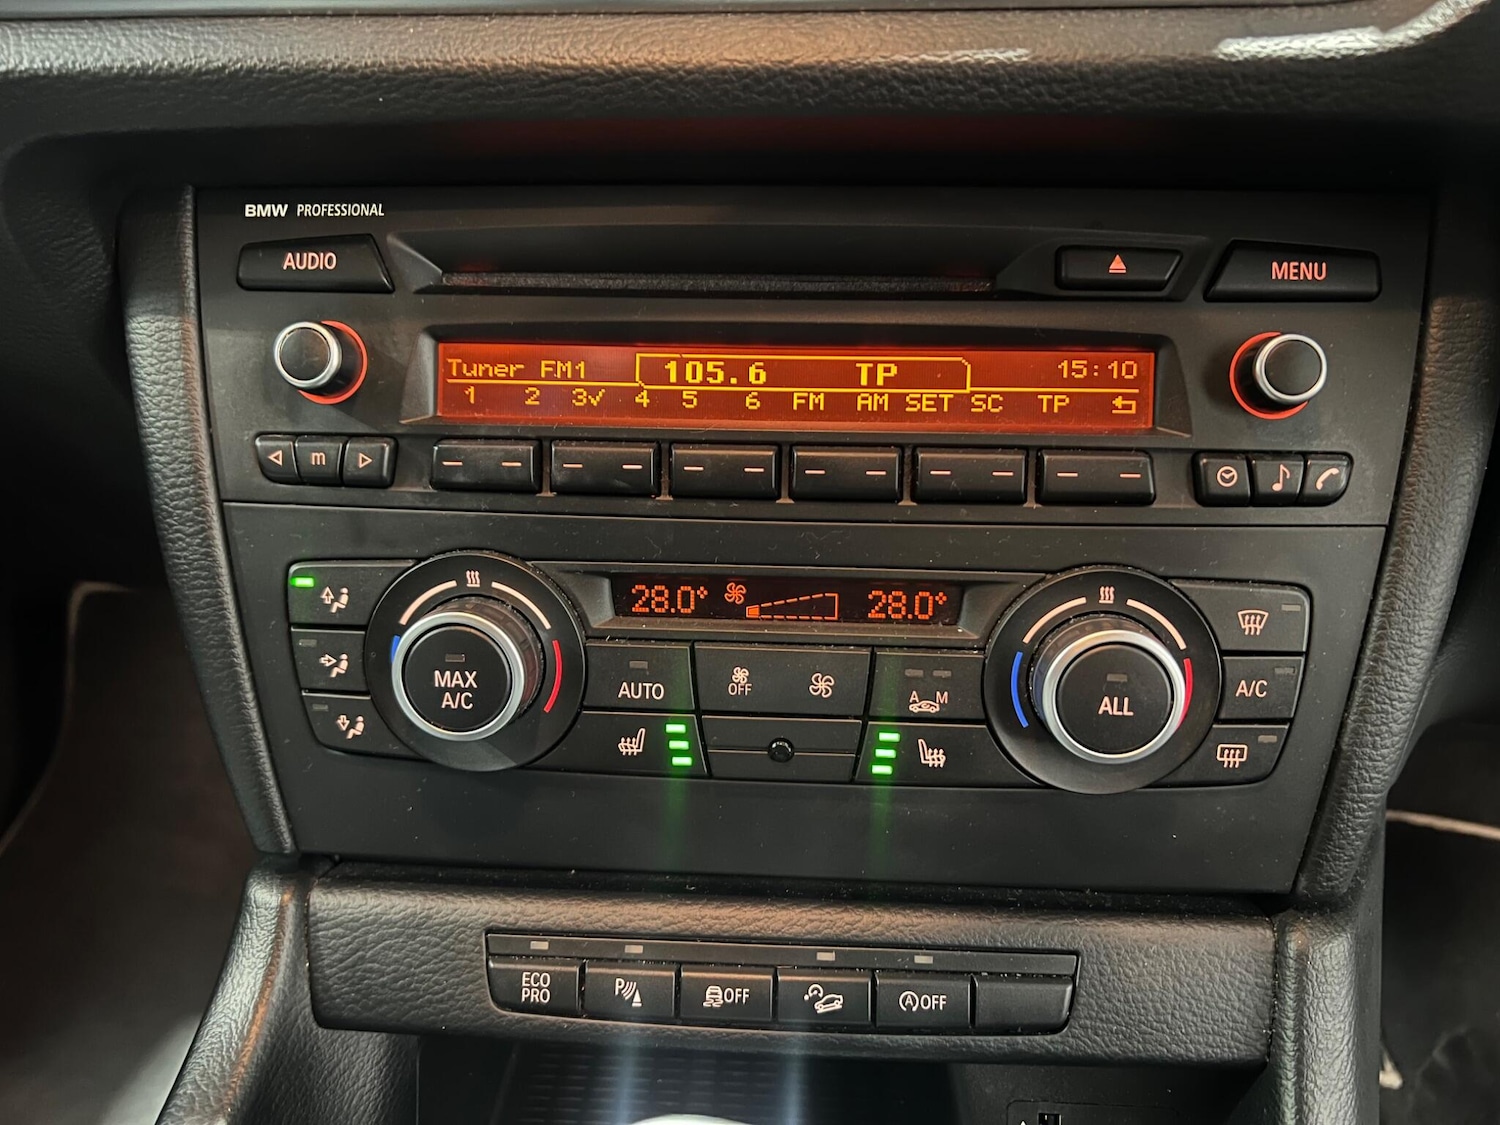 BMW PROFESSIONAL
AUDIO
MENU
Tuner FM1 105.6 TP 15:10
1 2 3✓ 4 5 6 FM AM SET SC TP
m
28.0° 28.0°
MAX
A/C
AUTO
OFF
A M
ALL
A/C
ECO
PRO
P
OFF
A OFF